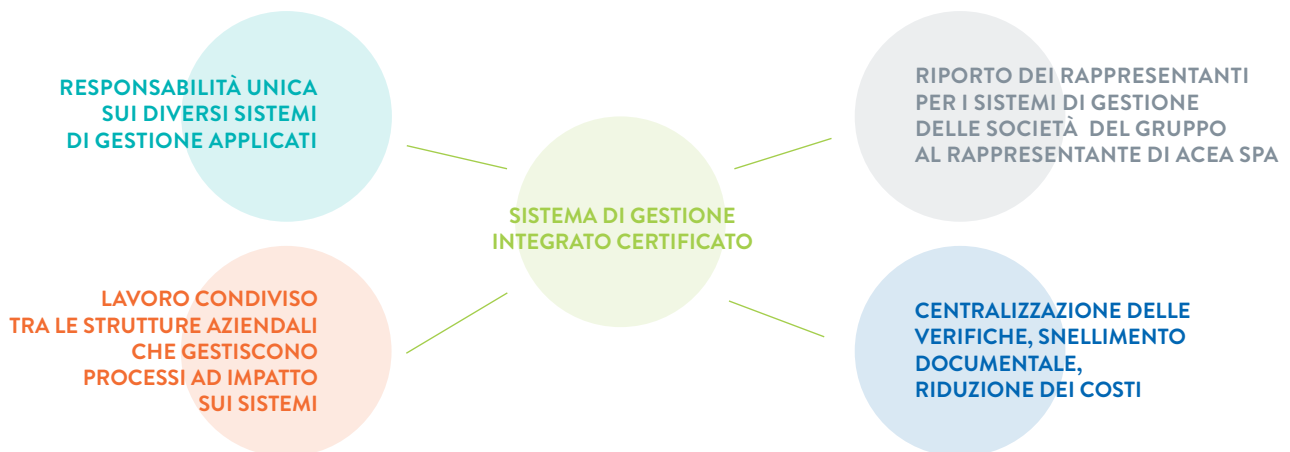 RESPONSABILITÀ UNICA
SUI DIVERSI SISTEMI
DI GESTIONE APPLICATI
RIPORTO DEI RAPPRESENTANTI
PER I SISTEMI DI GESTIONE
DELLE SOCIETÀ DEL GRUPPO
AL RAPPRESENTANTE DI ACEA SPA
SISTEMA DI GESTIONE
INTEGRATO CERTIFICATO
LAVORO CONDIVISO
TRA LE STRUTTURE AZIENDALI
CHE GESTISCONO
PROCESSI AD IMPATTO
SUI SISTEMI
CENTRALIZZAZIONE DELLE
VERIFICHE, SNELLIMENTO
DOCUMENTALE,
RIDUZIONE DEI COSTI